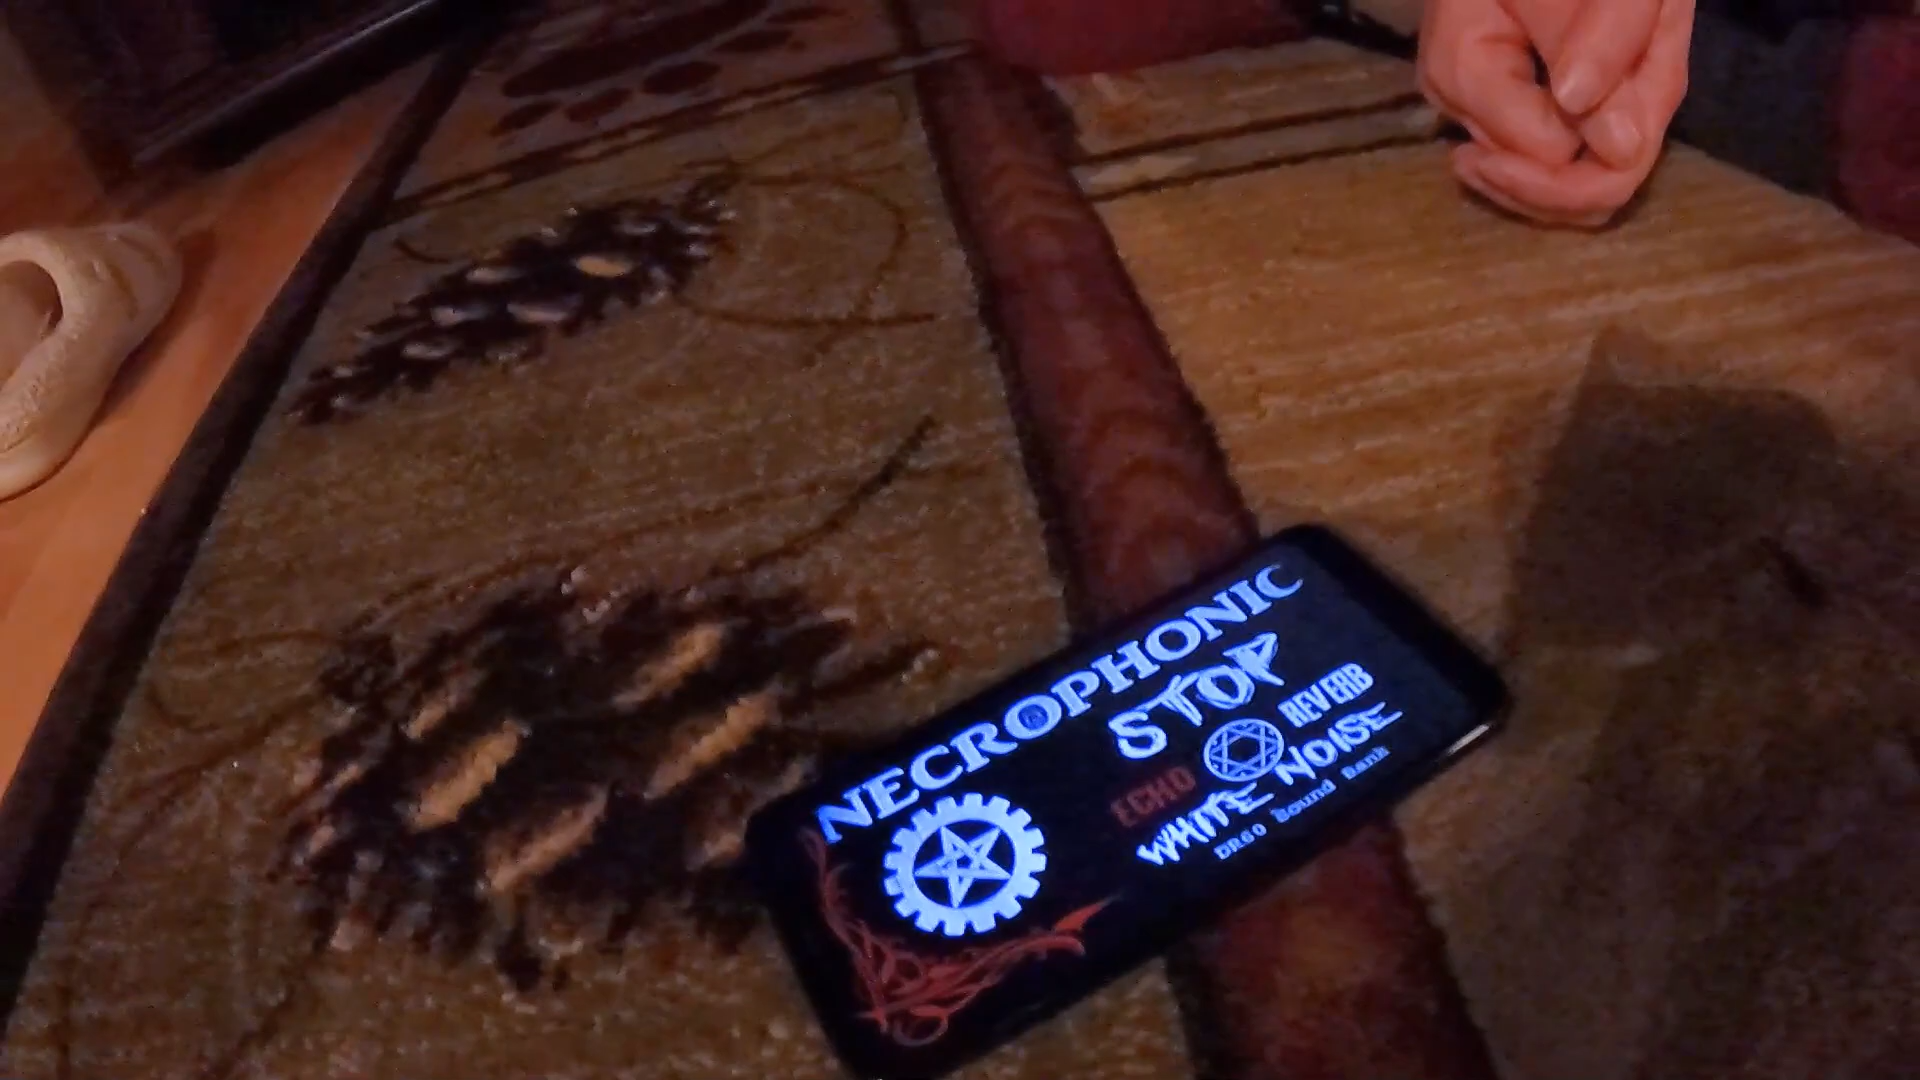 NECROPHONIC
STOP
ECHO
REVERB
WHITE NOISE
DR60 Sound Bank